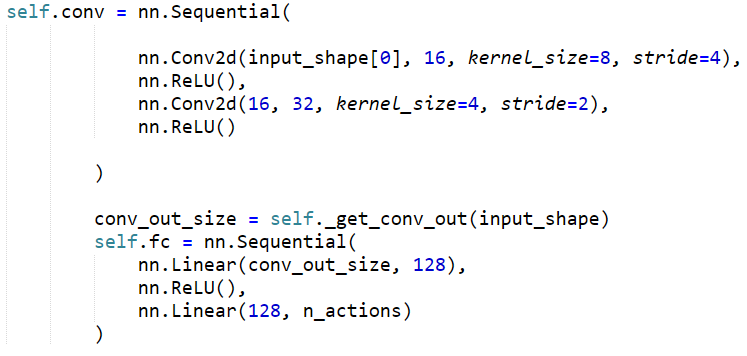 self.conv = nn.Sequential(
nn.Conv2d(input_shape[0], 16, kernel_size=8, stride=4),
nn.ReLU(),
nn.Conv2d(16, 32, kernel_size=4, stride=2),
nn.ReLU()
)
conv_out_size = self._get_conv_out(input_shape)
self.fc = nn.Sequential(
nn.Linear(conv_out_size, 128),
nn.ReLU(),
nn.Linear(128, n_actions)
)